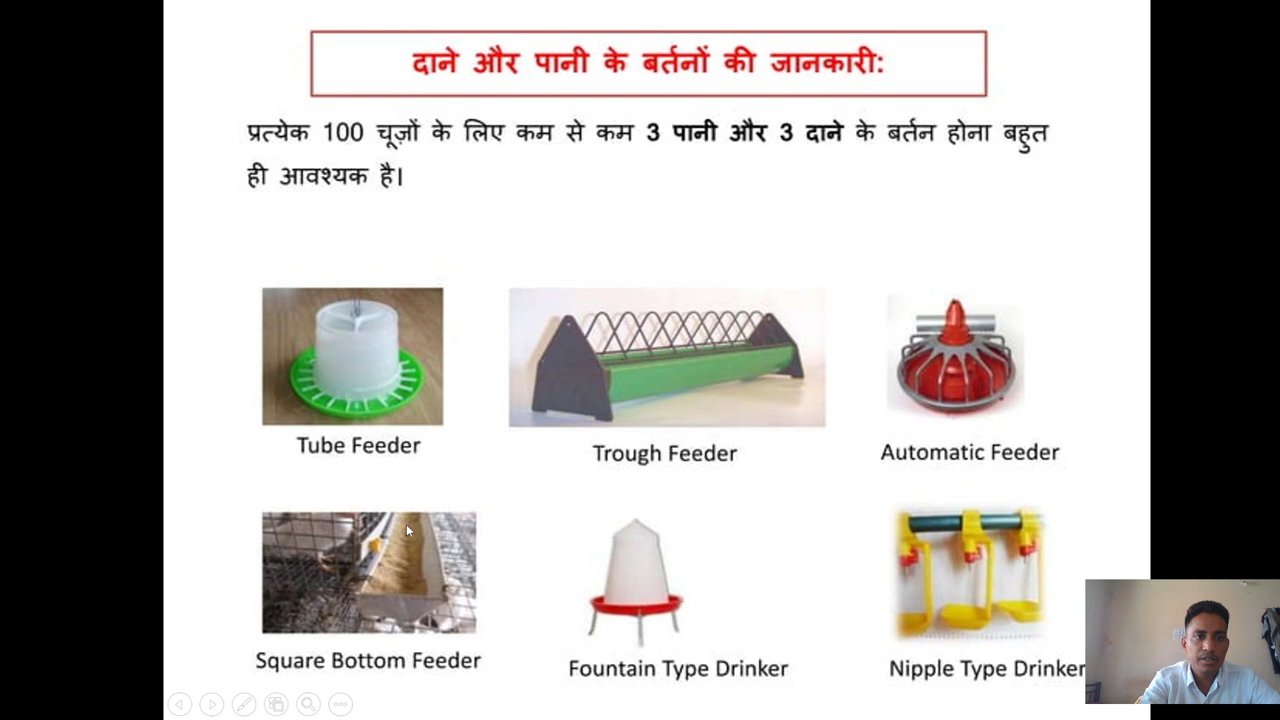 दाने और पानी के बर्तनों की जानकारी:
प्रत्येक 100 चूज़ों के लिए कम से कम 3 पानी और 3 दाने के बर्तन होना बहुत
ही आवश्यक है।
Tube Feeder
Trough Feeder
Automatic Feeder
Square Bottom Feeder
Fountain Type Drinker
Nipple Type Drinker